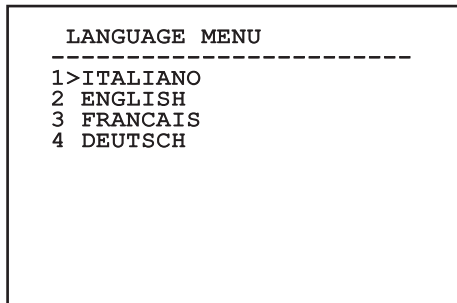 LANGUAGE MENU
------------------------
1>ITALIANO
2 ENGLISH
3 FRANCAIS
4 DEUTSCH